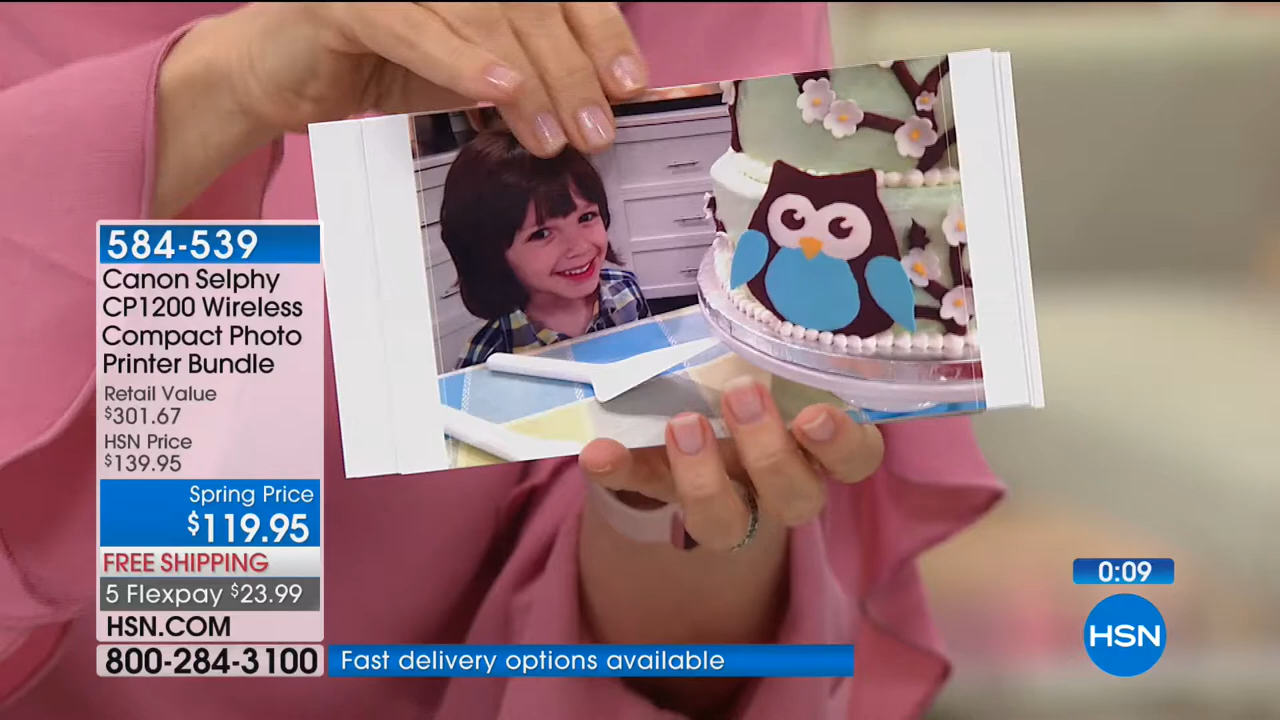 584-539
Canon Selphy
CP1200 Wireless
Compact Photo
Printer Bundle
Retail Value
$301.67
HSN Price
$139.95
Spring Price
$119.95
FREE SHIPPING
5 Flexpay $23.99
HSN.COM
800-284-3100
Fast delivery options available
0:09
HSN